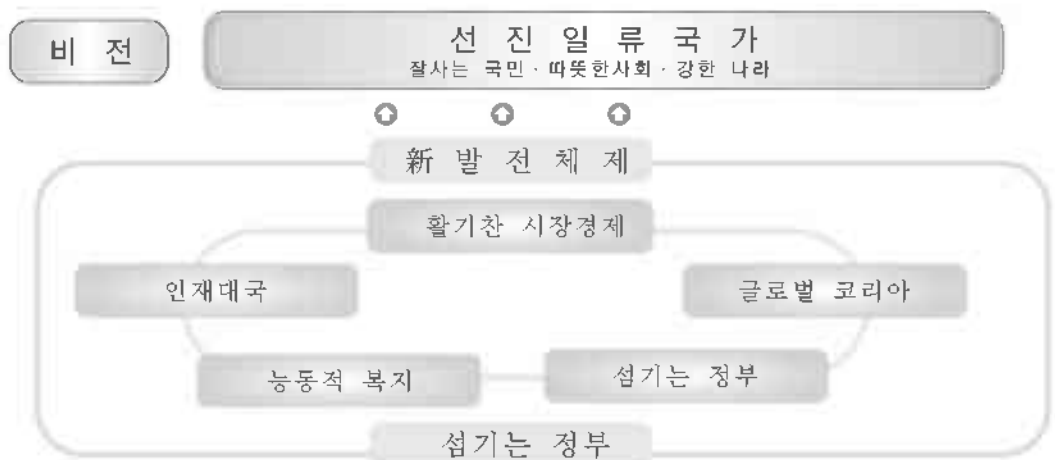 비 전
선 진 일 류 국 가
잘사는 국민 · 따뜻한사회 · 강한 나라
新 발 전 체 제
활기찬 시장경제
인재대국
글로벌 코리아
능동적 복지
섬기는 정부
섬기는 정부